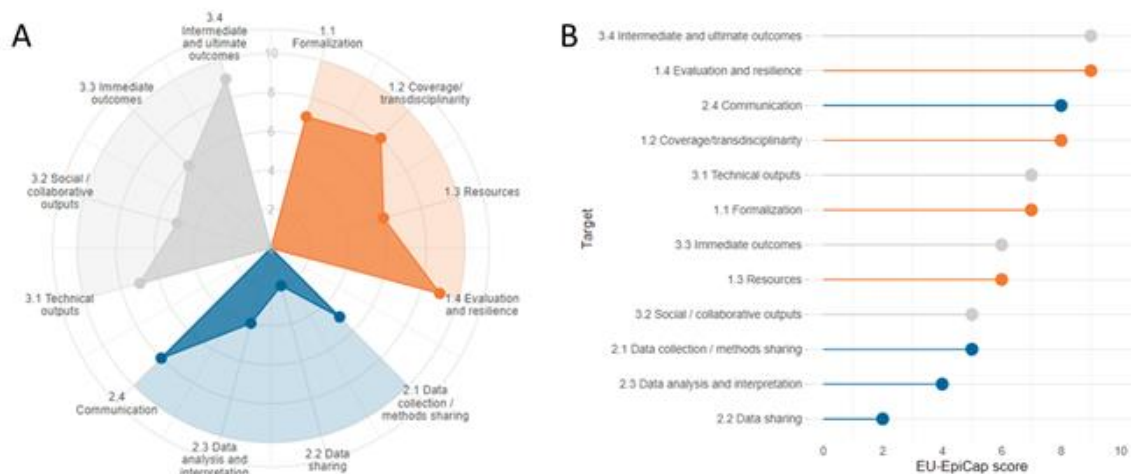 A
3.4
Intermediate
and ultimate
outcomes
1.1
Formalization
3.3 Immediate
outcomes
1.2 Coverage/
transdisciplinarity
3.2 Social /
collaborative
outputs
1.3 Resources
3.1 Technical
outputs
1.4 Evaluation
and resilience
2.4
Communication
2.1 Data
collection /
methods sharing
2.3 Data
analysis and
interpretation
2.2 Data
sharing
10
8
6
4
2
B
Target
3.4 Intermediate and ultimate outcomes
1.4 Evaluation and resilience
2.4 Communication
1.2 Coverage/transdisciplinarity
3.1 Technical outputs
1.1 Formalization
3.3 Immediate outcomes
1.3 Resources
3.2 Social / collaborative outputs
2.1 Data collection / methods sharing
2.3 Data analysis and interpretation
2.2 Data sharing
0 2 4 6 8 10
EU-EpiCap score